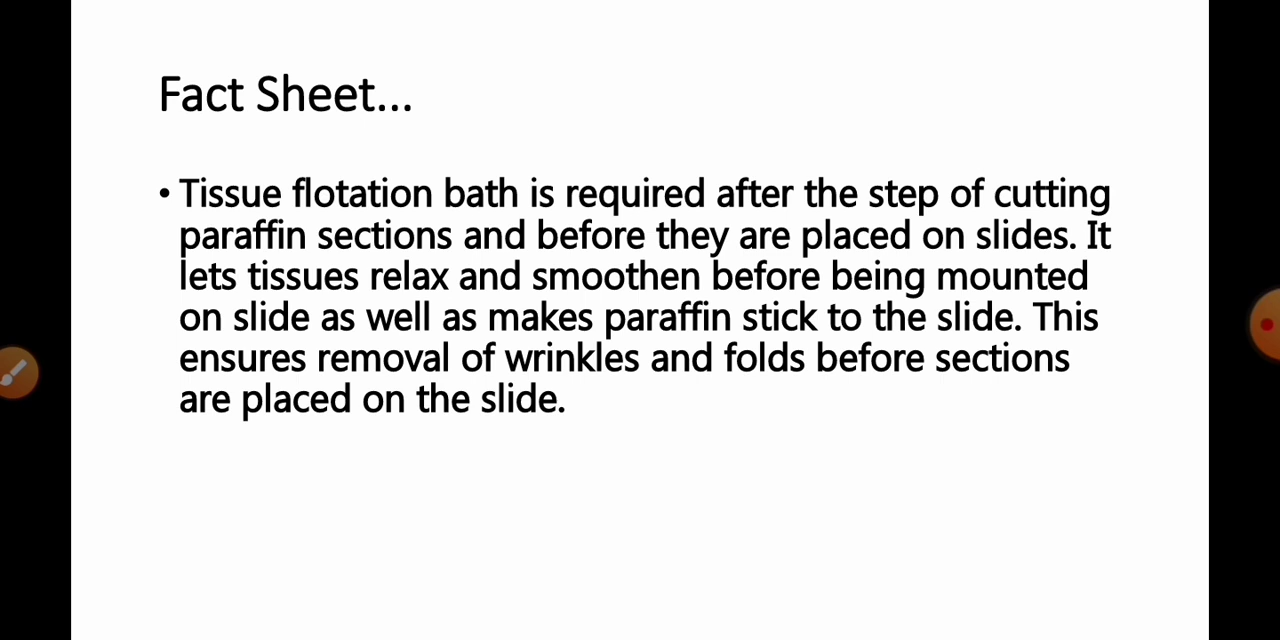 Fact Sheet...
• Tissue flotation bath is required after the step of cutting
paraffin sections and before they are placed on slides. It
lets tissues relax and smoothen before being mounted
on slide as well as makes paraffin stick to the slide. This
ensures removal of wrinkles and folds before sections
are placed on the slide.